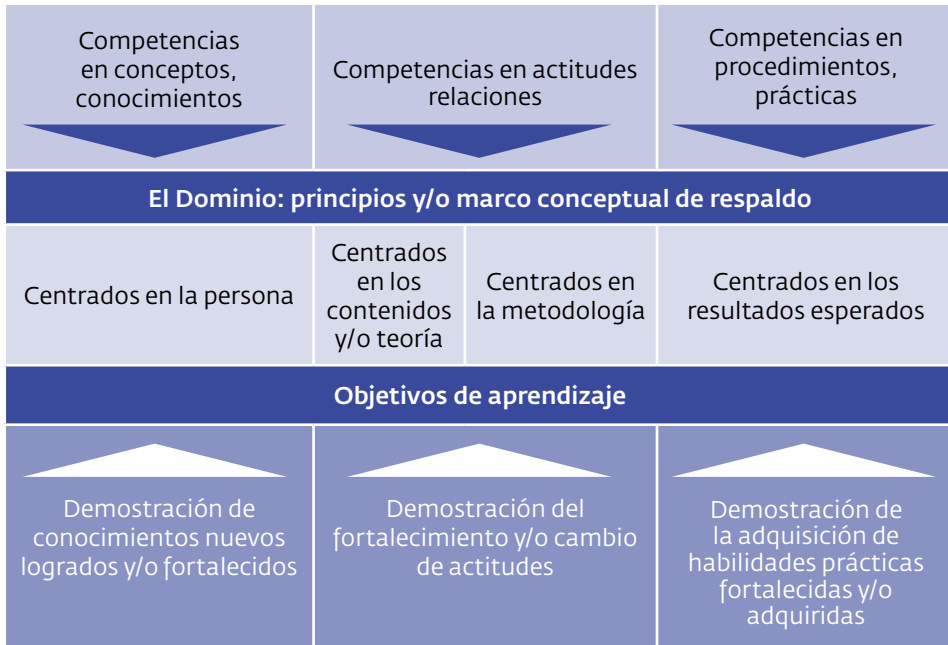 Competencias
en conceptos,
conocimientos
Competencias en actitudes
relaciones
Competencias en
procedimientos,
prácticas
El Dominio: principios y/o marco conceptual de respaldo
Centrados en la persona
Centrados
en los
contenidos
y/o teoría
Centrados en
la metodología
Centrados en los
resultados esperados
Objetivos de aprendizaje
Demostración de
conocimientos nuevos
logrados y/o fortalecidos
Demostración del
fortalecimiento y/o cambio
de actitudes
Demostración de
la adquisición de
habilidades prácticas
fortalecidas y/o
adquiridas